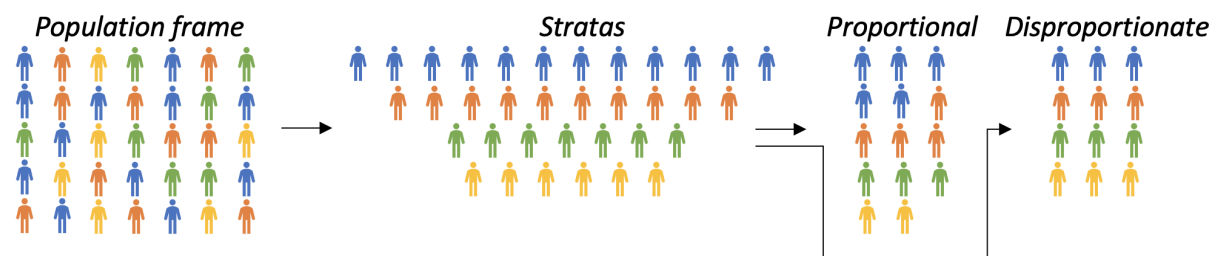 Population frame
Stratas
Proportional
Disproportionate